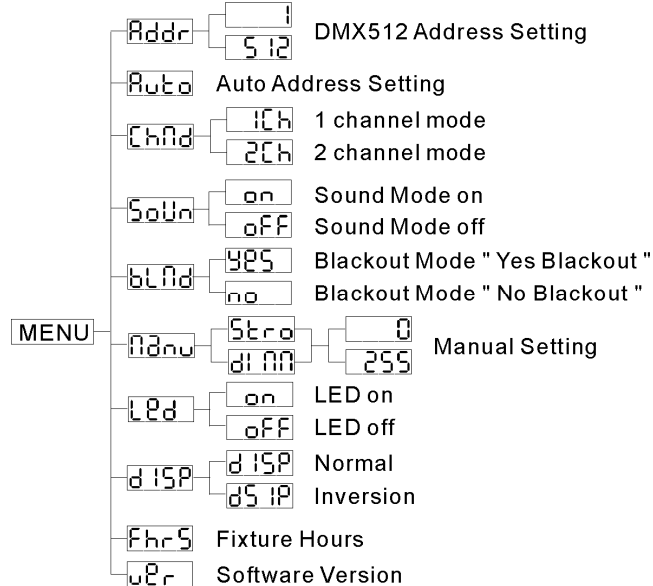 1
Addr
512
DMX512 Address Setting
Auto
Auto Address Setting
ChMd
1Ch
1 channel mode
2Ch
2 channel mode
SoUn
on
Sound Mode on
oFF
Sound Mode off
bLMd
yes
Blackout Mode " Yes Blackout "
no
Blackout Mode " No Blackout "
MENU
Manu
Stro
0
diMM
255
Manual Setting
Led
on
LED on
oFF
LED off
dISP
dISP
Normal
dSIP
Inversion
FhrS
Fixture Hours
ver
Software Version